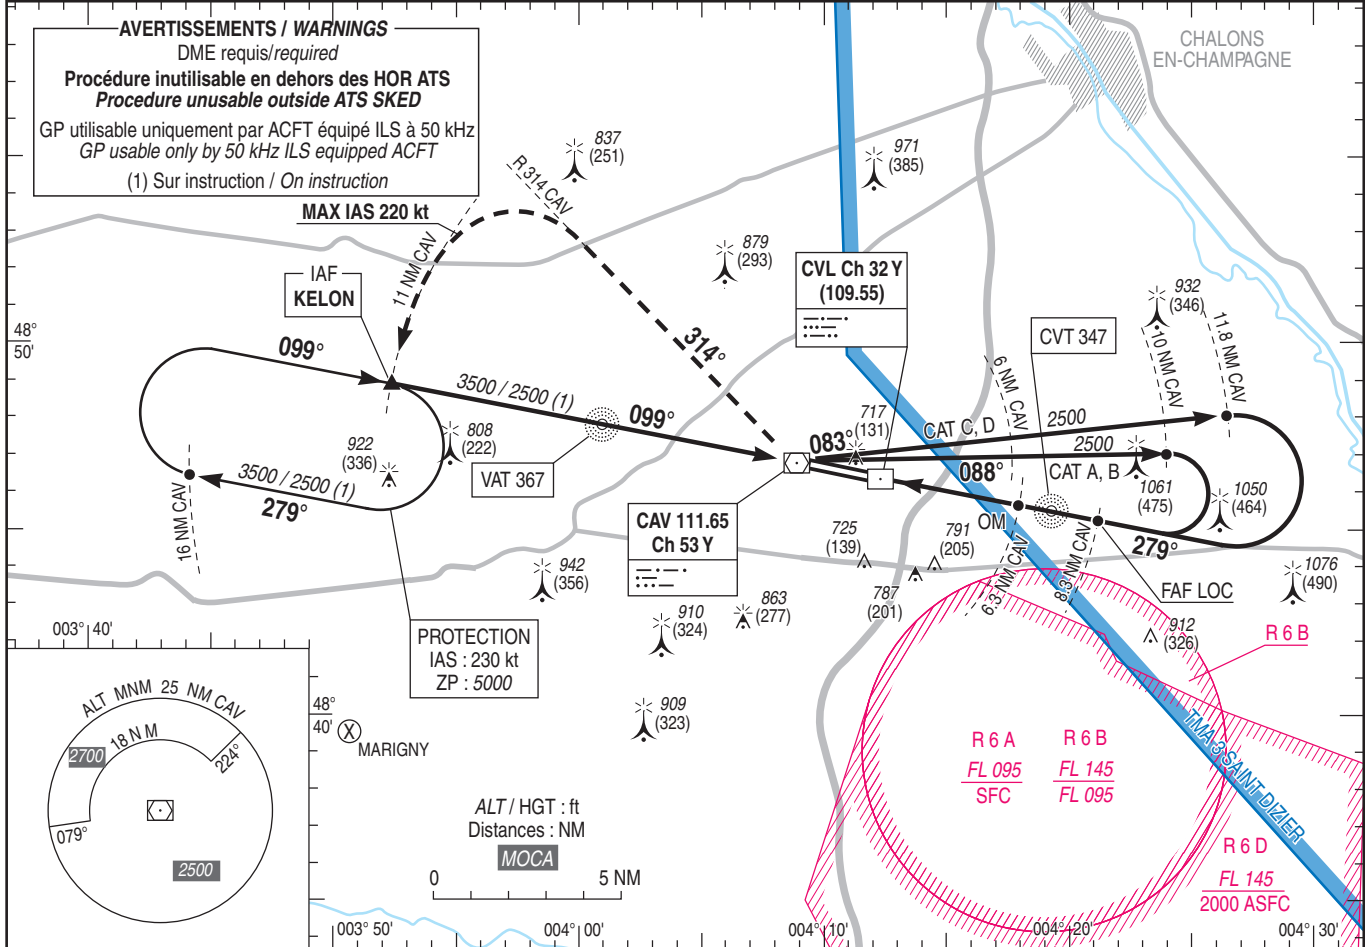 AVERTISSEMENTS / WARNINGS
DME requis/required
Procédure inutilisable en dehors des HOR ATS
Procedure unusable outside ATS SKED
GP utilisable uniquement par ACFT équipé ILS à 50 kHz
GP usable only by 50 kHz ILS equipped ACFT
(1) Sur instruction / On instruction
CHALONS
EN-CHAMPAGNE
837
(251)
971
(385)
R 314 CAV
MAX IAS 220 kt
11 NM CAV
879
(293)
IAF
KELON
CVL Ch 32 Y
(109.55)
932
(346)
11.8 NM CAV
10 NM CAV
48°
50'
099°
314°
CVT 347
6 NM CAV
3500 / 2500 (1)
099°
717
(131)
083°
CAT C, D
2500
2500
088°
CAT A, B
808
(222)
922
(336)
VAT 367
3500 / 2500 (1)
279°
16 NM CAV
1061
(475)
1050
(464)
CAV 111.65
Ch 53 Y
OM
725
(139)
791
(205)
279°
942
(356)
787
(201)
6.3 NM CAV
8.3 NM CAV
FAF LOC
1076
(490)
863
(277)
910
(324)
912
(326)
R 6 B
003° 40'
PROTECTION
IAS : 230 kt
ZP : 5000
909
(323)
48°
40'
MARIGNY
ALT MNM 25 NM CAV
18 N M
2700
224°
079°
2500
R 6 A
FL 095
SFC
R 6 B
FL 145
FL 095
TMA 3 SAINT DIZIER
R 6 D
FL 145
2000 ASFC
ALT / HGT : ft
Distances : NM
MOCA
0
5 NM
003° 50'
004° 00'
004° 10'
004° 20'
004° 30'